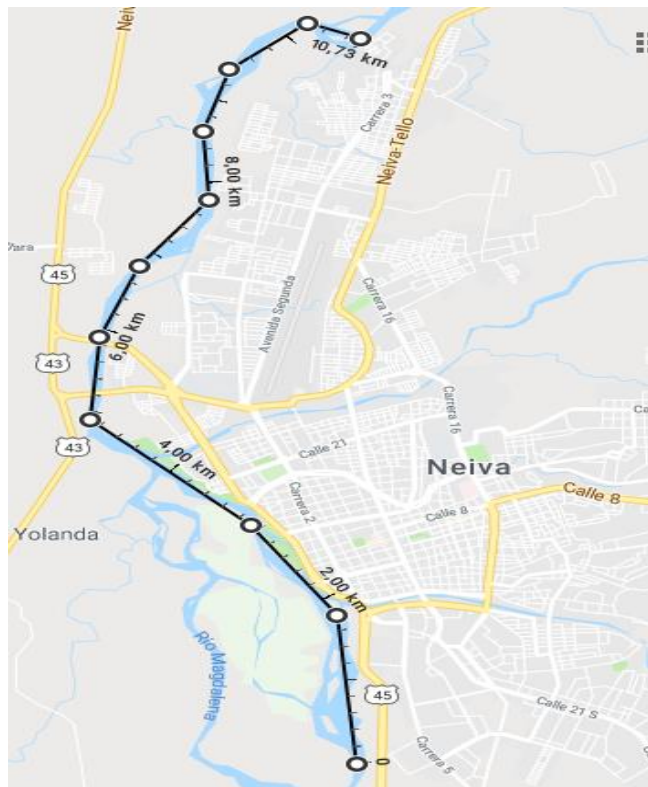 Nei
10,73 km
Carrera 3
Neiva-Tello
8,00 km
Vara
45
Avenida Segunda
Carrera 16
6,00 km
43
Carrera 16
Ca
43
4,00 km
Calle 21
Neiva
Carrera 2
Calle 8
Calle 8
Yolanda
2,00 km
Río Magdalena
45
Calle 21 S
Carrera 5
0